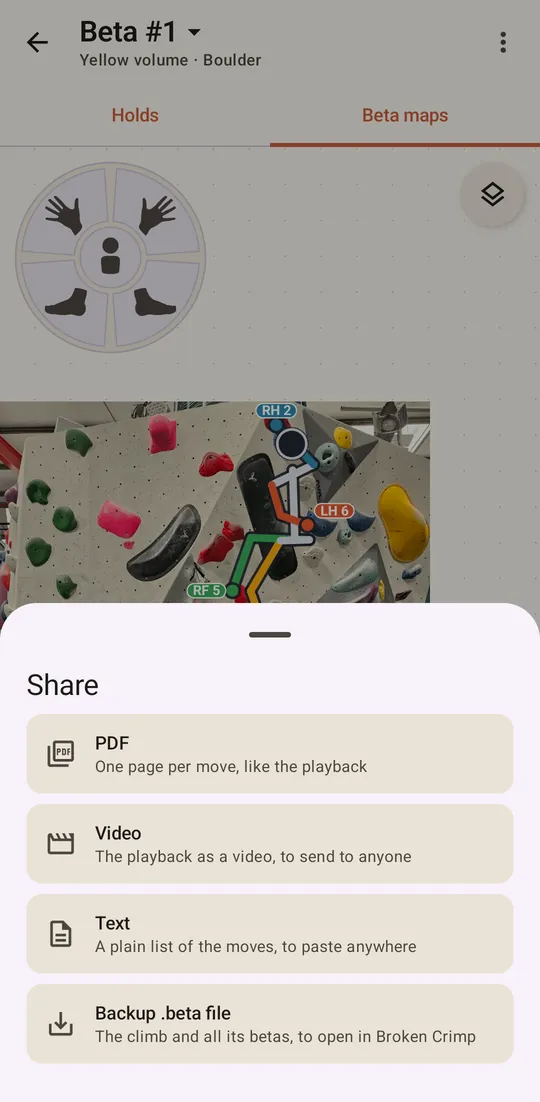 Beta #1
Yellow volume · Boulder
Holds
Beta maps
RH 2
LH 6
RF 5
Share
PDF
PDF
One page per move, like the playback
Video
The playback as a video, to send to anyone
Text
A plain list of the moves, to paste anywhere
Backup .beta file
The climb and all its betas, to open in Broken Crimp